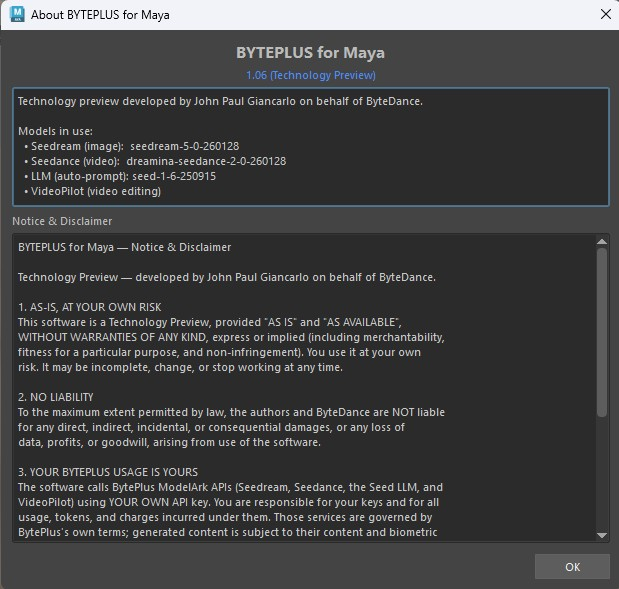 About BYTEPLUS for Maya
BYTEPLUS for Maya
1.06 (Technology Preview)
Technology preview developed by John Paul Giancarlo on behalf of ByteDance.
Models in use:
• Seedream (image): seedream-5-0-260128
• Seedance (video): dreamina-seedance-2-0-260128
• LLM (auto-prompt): seed-1-6-250915
• VideoPilot (video editing)
Notice & Disclaimer
BYTEPLUS for Maya — Notice & Disclaimer
Technology Preview — developed by John Paul Giancarlo on behalf of ByteDance.
1. AS-IS, AT YOUR OWN RISK
This software is a Technology Preview, provided "AS IS" and "AS AVAILABLE",
WITHOUT WARRANTIES OF ANY KIND, express or implied (including merchantability,
fitness for a particular purpose, and non-infringement). You use it at your own
risk. It may be incomplete, change, or stop working at any time.
2. NO LIABILITY
To the maximum extent permitted by law, the authors and ByteDance are NOT liable
for any direct, indirect, incidental, or consequential damages, or any loss of
data, profits, or goodwill, arising from use of the software.
3. YOUR BYTEPLUS USAGE IS YOURS
The software calls BytePlus ModelArk APIs (Seedream, Seedance, the Seed LLM, and
VideoPilot) using YOUR OWN API key. You are responsible for your keys and for all
usage, tokens, and charges incurred under them. Those services are governed by
BytePlus's own terms; generated content is subject to their content and biometric
OK